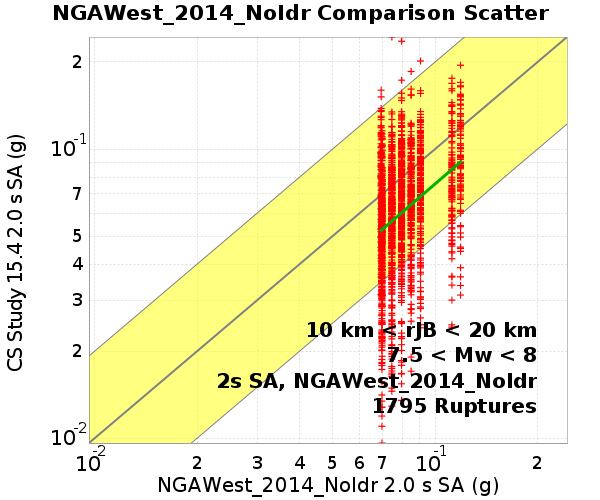 NGAWest_2014_NoIdr Comparison Scatter
CS Study 15.4 2.0 s SA (g)
2
10-1
7
5
4
3
2
10-2
10 km < rJB < 20 km
7.5 < Mw < 8
2s SA, NGAWest_2014_NoIdr
1795 Ruptures
10-2 2 3 4 5 6 7 10-1 2
NGAWest_2014_NoIdr 2.0 s SA (g)